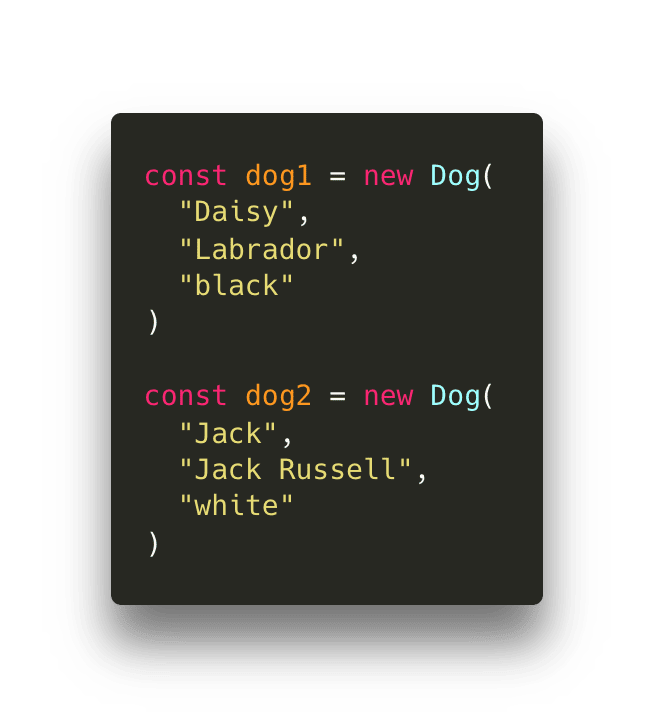 const dog1 = new Dog(
  "Daisy",
  "Labrador",
  "black"
)

const dog2 = new Dog(
  "Jack",
  "Jack Russell",
  "white"
)